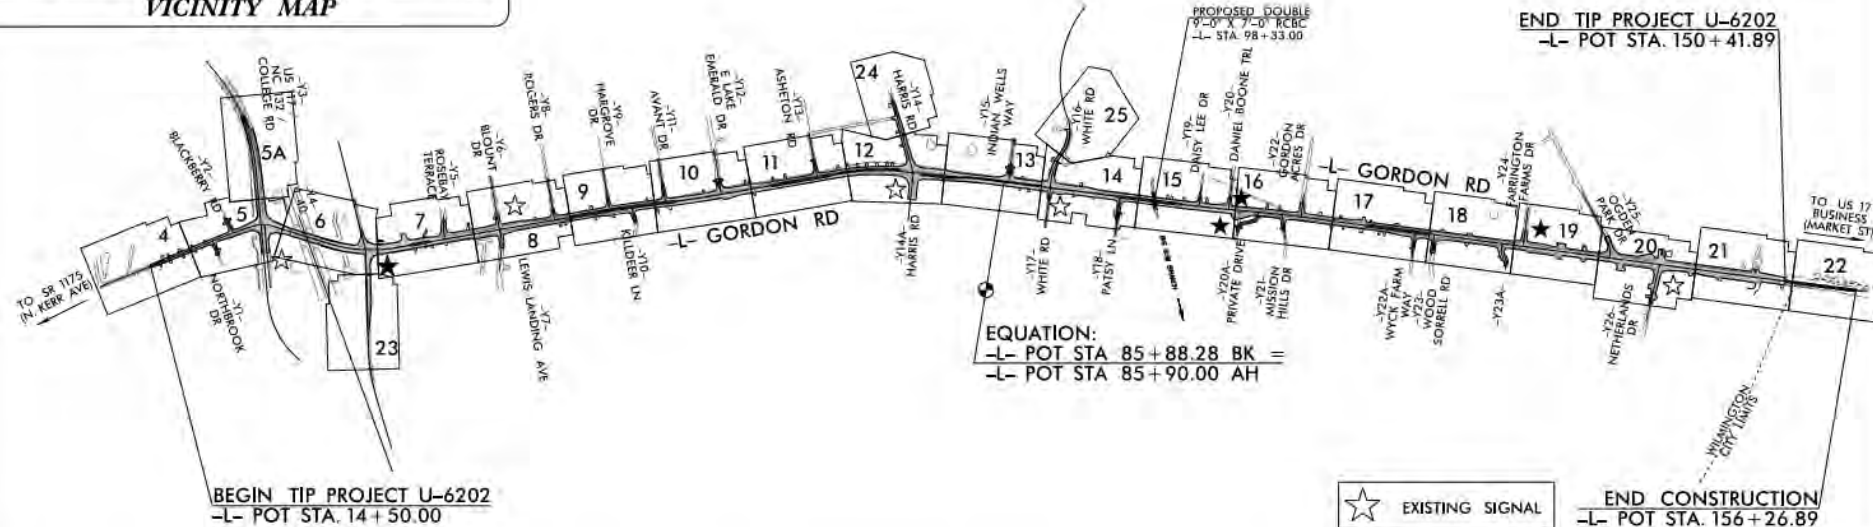 VICINITY MAP
PROPOSED DOUBLE
9'-0" X 7'-0" RCBC
-L- STA. 98+33.00
END TIP PROJECT U-6202
-L- POT STA. 150+41.89
-Y3-
US 117 /
NC 132 /
COLLEGE RD
5A
-Y2-
BLACKBERRY RD
4
5
-Y4-
I-40
6
-Y5-
ROSEBAY
TERRACE
7
-Y6-
BLOUNT
DR
-Y8-
ROGERS DR
8
9
-Y9-
HARGROVE
DR
-Y11-
AVANT DR
10
-Y12-
E LAKE
EMERALD DR
11
-Y13-
ASHETON RD
12
24
-Y14-
HARRIS RD
-Y15-
INDIAN WELLS
WAY
13
-Y16-
WHITE RD
25
14
15
-Y19-
DAISY LEE DR
-Y20-
DANIEL BOONE TRL
16
-Y22-
GORDON
ACRES DR
-L- GORDON RD
17
18
-Y24-
FARRINGTON
FARMS DR
19
-Y25-
OGDEN
PARK DR
20
21
22
TO US 17
BUSINESS
(MARKET ST)
TO SR 1175
(N. KERR AVE)
-Y1-
NORTHBROOK
DR
23
-Y7-
LEWIS LANDING AVE
-Y10-
KILLDEER LN
-L- GORDON RD
-Y14A-
HARRIS RD
-Y17-
WHITE RD
-Y18-
PATSY LN
-Y20A-
PRIVATE DRIVE
-Y21-
MISSION
HILLS DR
-Y22A-
WYCK FARM
WAY
-Y23-
WOOD
SORRELL RD
-Y23A-
-Y26-
NETHERLANDS
DR
WILMINGTON
CITY LIMITS
EQUATION:
-L- POT STA 85+88.28 BK =
-L- POT STA 85+90.00 AH
BEGIN TIP PROJECT U-6202
-L- POT STA. 14+50.00
EXISTING SIGNAL
END CONSTRUCTION
-L- POT STA. 156+26.89